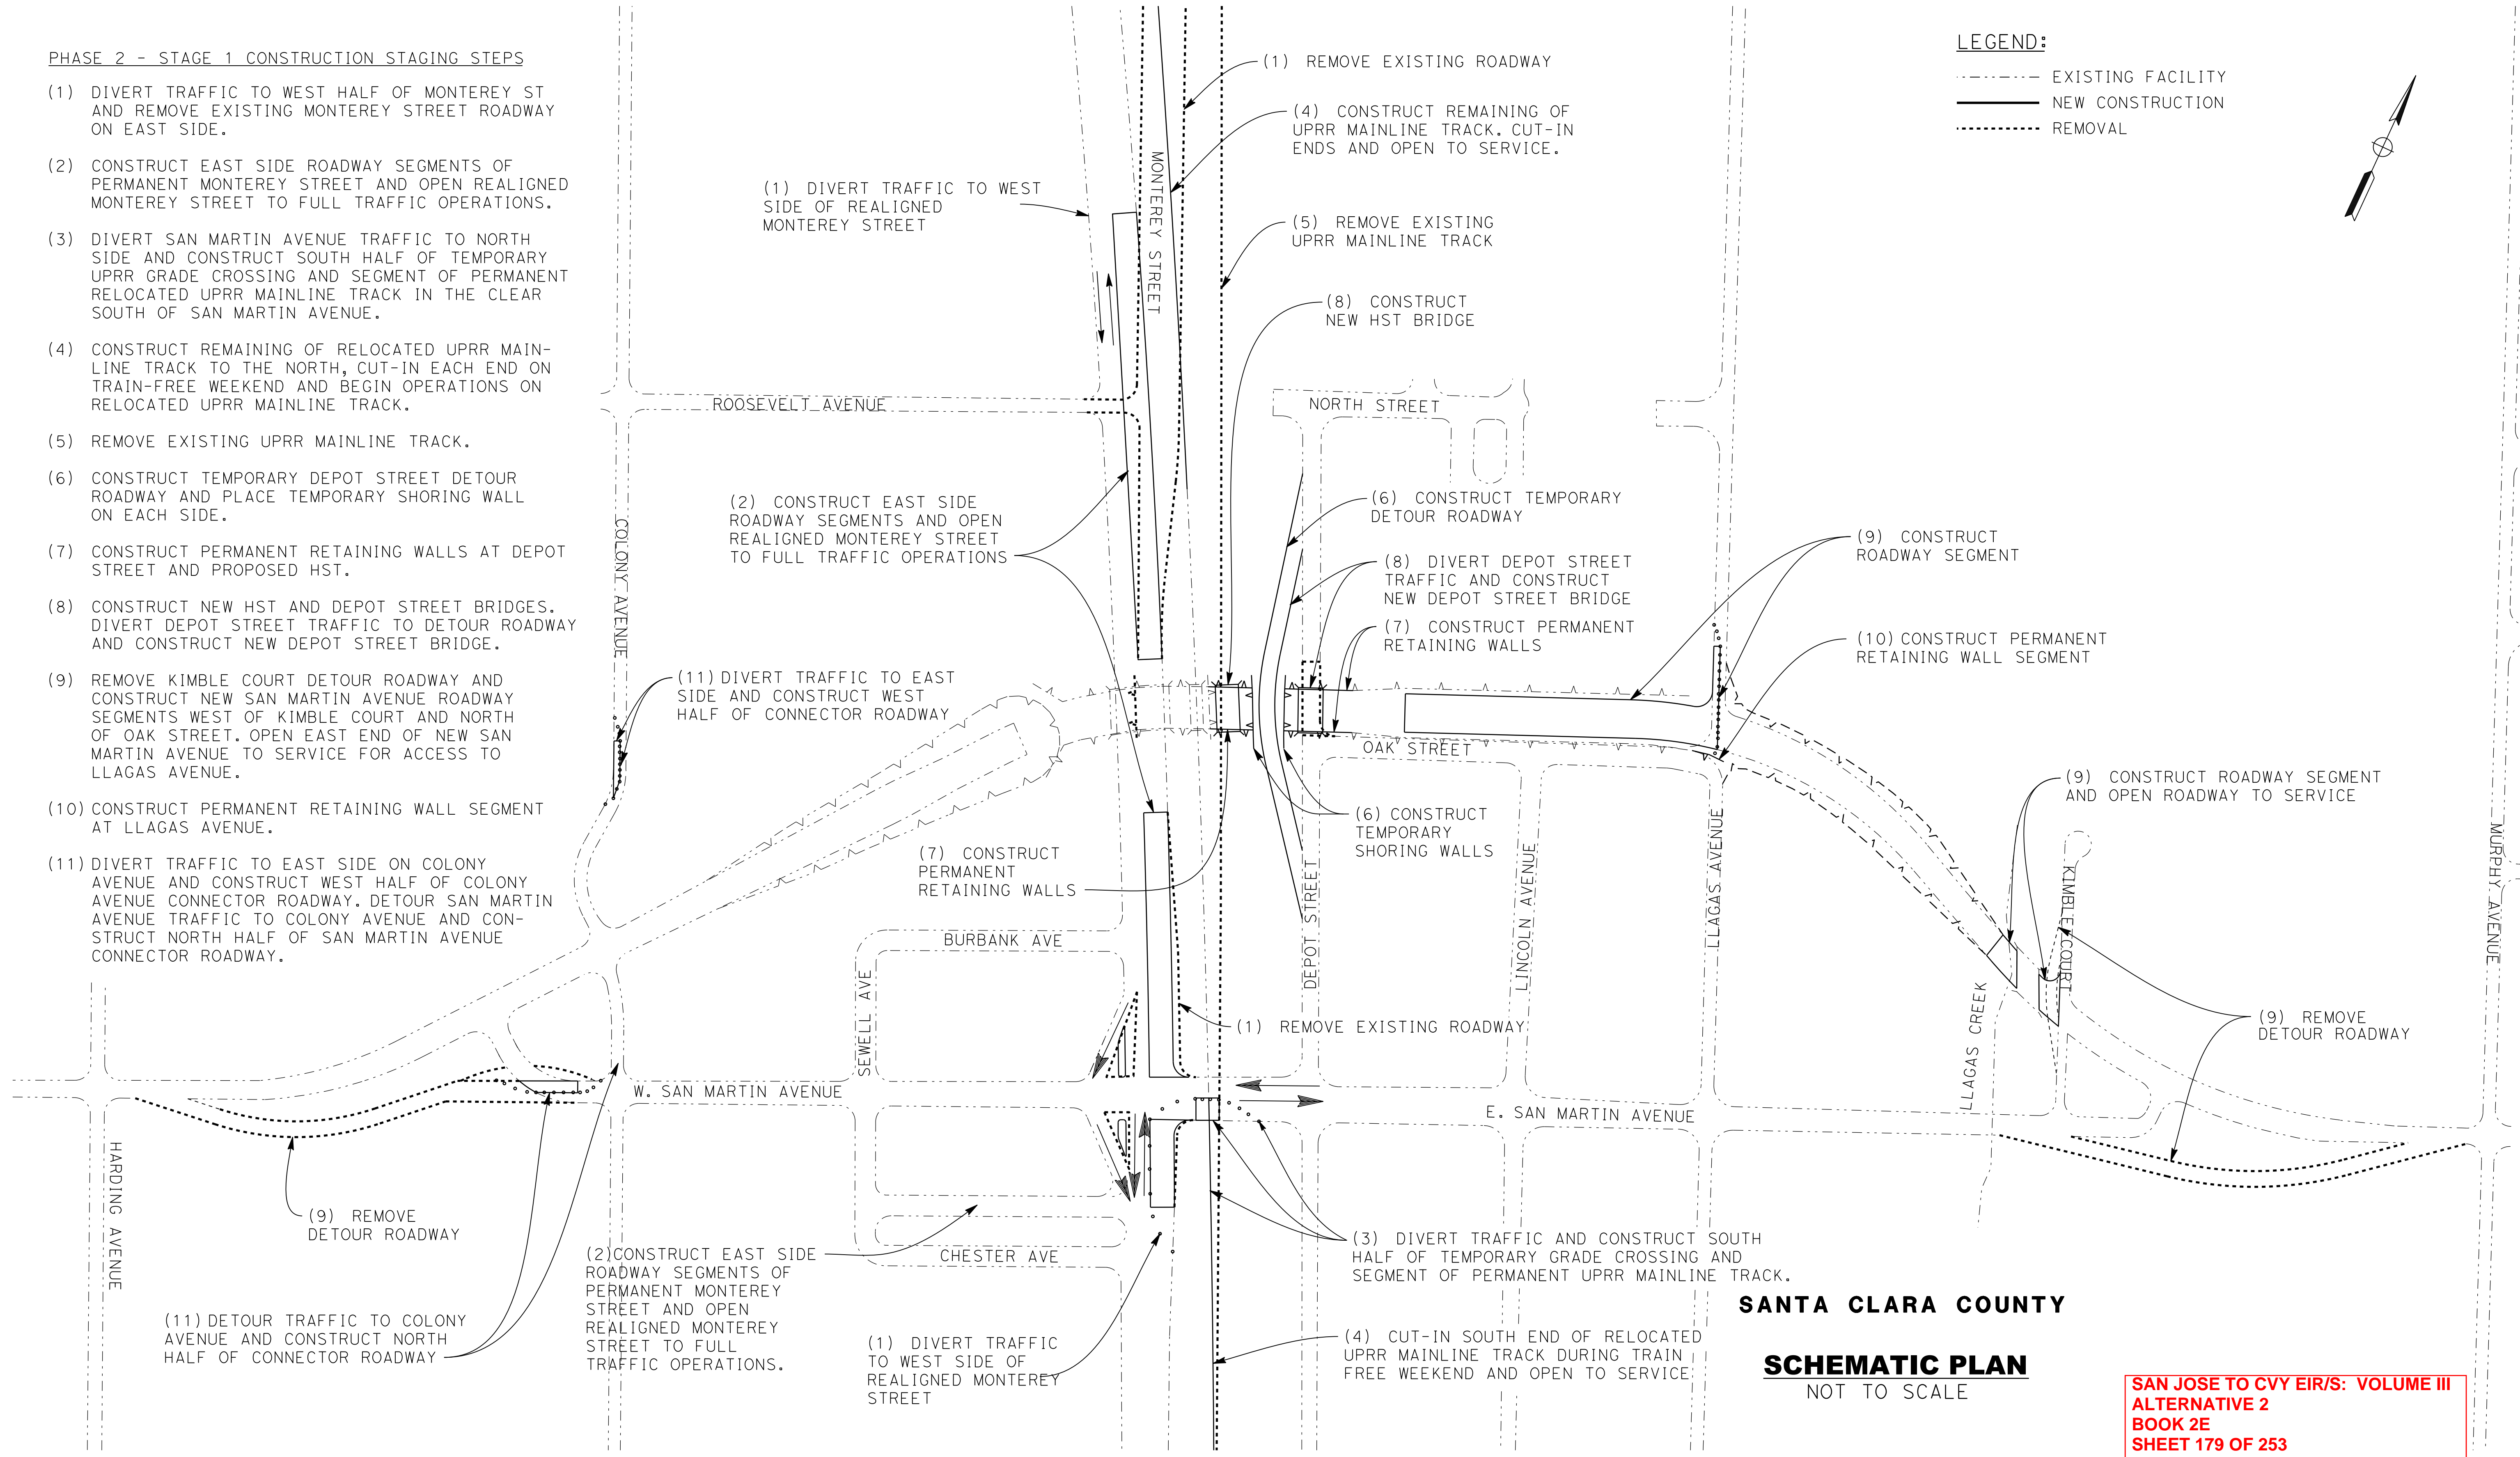 PHASE 2 - STAGE 1 CONSTRUCTION STAGING STEPS
(1) DIVERT TRAFFIC TO WEST HALF OF MONTEREY ST
AND REMOVE EXISTING MONTEREY STREET ROADWAY
ON EAST SIDE.
(2) CONSTRUCT EAST SIDE ROADWAY SEGMENTS OF
PERMANENT MONTEREY STREET AND OPEN REALIGNED
MONTEREY STREET TO FULL TRAFFIC OPERATIONS.
(3) DIVERT SAN MARTIN AVENUE TRAFFIC TO NORTH
SIDE AND CONSTRUCT SOUTH HALF OF TEMPORARY
UPRR GRADE CROSSING AND SEGMENT OF PERMANENT
RELOCATED UPRR MAINLINE TRACK IN THE CLEAR
SOUTH OF SAN MARTIN AVENUE.
(4) CONSTRUCT REMAINING OF RELOCATED UPRR MAIN-
LINE TRACK TO THE NORTH, CUT-IN EACH END ON
TRAIN-FREE WEEKEND AND BEGIN OPERATIONS ON
RELOCATED UPRR MAINLINE TRACK.
(5) REMOVE EXISTING UPRR MAINLINE TRACK.
(6) CONSTRUCT TEMPORARY DEPOT STREET DETOUR
ROADWAY AND PLACE TEMPORARY SHORING WALL
ON EACH SIDE.
(7) CONSTRUCT PERMANENT RETAINING WALLS AT DEPOT
STREET AND PROPOSED HST.
(8) CONSTRUCT NEW HST AND DEPOT STREET BRIDGES.
DIVERT DEPOT STREET TRAFFIC TO DETOUR ROADWAY
AND CONSTRUCT NEW DEPOT STREET BRIDGE.
(9) REMOVE KIMBLE COURT DETOUR ROADWAY AND
CONSTRUCT NEW SAN MARTIN AVENUE ROADWAY
SEGMENTS WEST OF KIMBLE COURT AND NORTH
OF OAK STREET. OPEN EAST END OF NEW SAN
MARTIN AVENUE TO SERVICE FOR ACCESS TO
LLAGAS AVENUE.
(10) CONSTRUCT PERMANENT RETAINING WALL SEGMENT
AT LLAGAS AVENUE.
(11) DIVERT TRAFFIC TO EAST SIDE ON COLONY
AVENUE AND CONSTRUCT WEST HALF OF COLONY
AVENUE CONNECTOR ROADWAY. DETOUR SAN MARTIN
AVENUE TRAFFIC TO COLONY AVENUE AND CON-
STRUCT NORTH HALF OF SAN MARTIN AVENUE
CONNECTOR ROADWAY.
LEGEND:
EXISTING FACILITY
NEW CONSTRUCTION
REMOVAL
(1) REMOVE EXISTING ROADWAY
(4) CONSTRUCT REMAINING OF
UPRR MAINLINE TRACK. CUT-IN
ENDS AND OPEN TO SERVICE.
(1) DIVERT TRAFFIC TO WEST
SIDE OF REALIGNED
MONTEREY STREET
MONTEREY STREET
(5) REMOVE EXISTING
UPRR MAINLINE TRACK
(8) CONSTRUCT
NEW HST BRIDGE
ROOSEVELT AVENUE
NORTH STREET
(2) CONSTRUCT EAST SIDE
ROADWAY SEGMENTS AND OPEN
REALIGNED MONTEREY STREET
TO FULL TRAFFIC OPERATIONS
(6) CONSTRUCT TEMPORARY
DETOUR ROADWAY
(8) DIVERT DEPOT STREET
TRAFFIC AND CONSTRUCT
NEW DEPOT STREET BRIDGE
(7) CONSTRUCT PERMANENT
RETAINING WALLS
(9) CONSTRUCT
ROADWAY SEGMENT
(10) CONSTRUCT PERMANENT
RETAINING WALL SEGMENT
COLONY AVENUE
(11) DIVERT TRAFFIC TO EAST
SIDE AND CONSTRUCT WEST
HALF OF CONNECTOR ROADWAY
OAK STREET
(9) CONSTRUCT ROADWAY SEGMENT
AND OPEN ROADWAY TO SERVICE
(6) CONSTRUCT
TEMPORARY
SHORING WALLS
(7) CONSTRUCT
PERMANENT
RETAINING WALLS
DEPOT STREET
LINCOLN AVENUE
LLAGAS AVENUE
KIMBLE COURT
MURPHY AVENUE
BURBANK AVE
SEWELL AVE
LLAGAS CREEK
(1) REMOVE EXISTING ROADWAY
(9) REMOVE
DETOUR ROADWAY
W. SAN MARTIN AVENUE
E. SAN MARTIN AVENUE
HARDING AVENUE
(9) REMOVE
DETOUR ROADWAY
CHESTER AVE
(2)CONSTRUCT EAST SIDE
ROADWAY SEGMENTS OF
PERMANENT MONTEREY
STREET AND OPEN
REALIGNED MONTEREY
STREET TO FULL
TRAFFIC OPERATIONS.
(3) DIVERT TRAFFIC AND CONSTRUCT SOUTH
HALF OF TEMPORARY GRADE CROSSING AND
SEGMENT OF PERMANENT UPRR MAINLINE TRACK.
(11) DETOUR TRAFFIC TO COLONY
AVENUE AND CONSTRUCT NORTH
HALF OF CONNECTOR ROADWAY
(1) DIVERT TRAFFIC
TO WEST SIDE OF
REALIGNED MONTEREY
STREET
(4) CUT-IN SOUTH END OF RELOCATED
UPRR MAINLINE TRACK DURING TRAIN
FREE WEEKEND AND OPEN TO SERVICE
SANTA CLARA COUNTY
SCHEMATIC PLAN
NOT TO SCALE
SAN JOSE TO CVY EIR/S: VOLUME III
ALTERNATIVE 2
BOOK 2E
SHEET 179 OF 253